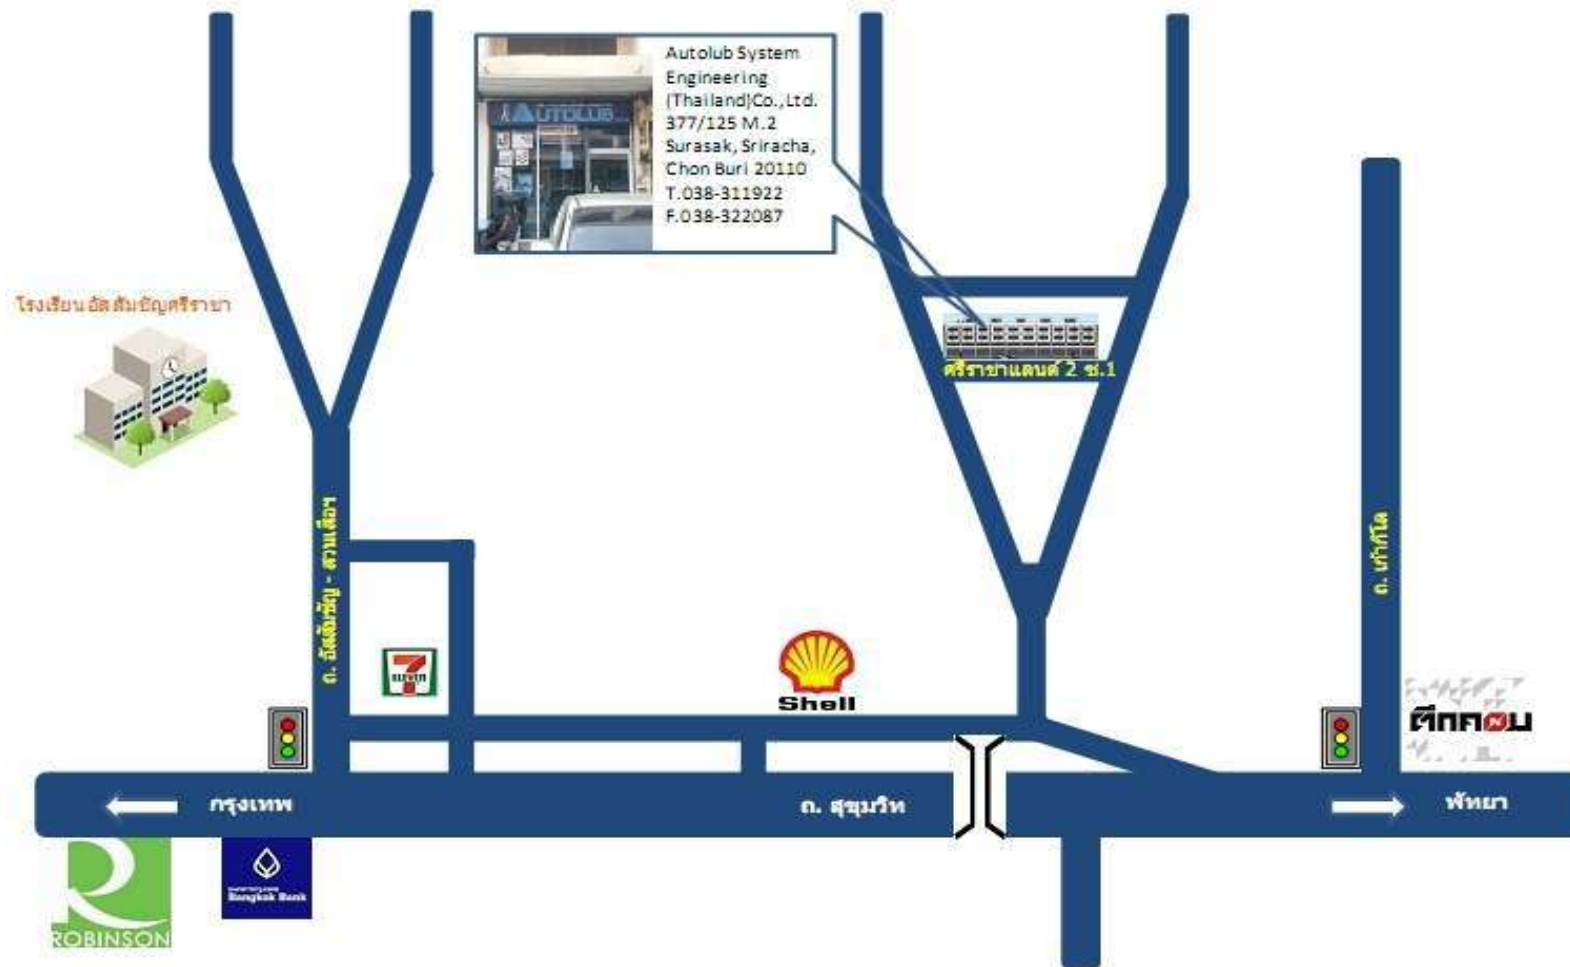 Autolub System
Engineering
(Thailand)Co.,Ltd.
377/125 M.2
Surasak, Sriracha,
Chon Buri 20110
T.038-311922
F.038-322087
AUTOLUB
โรงเรียนอัสสัมชัญศรีราชา
ศรีราชาแลนด์ 2 ซ.1
ถ. อัสสัมชัญ - สวนเสือฯ
ถ. เก้ากิโล
7
ELEVEN
Shell
ตึกคอม
กรุงเทพ
ถ. สุขุมวิท
พัทยา
ROBINSON
Bangkok Bank